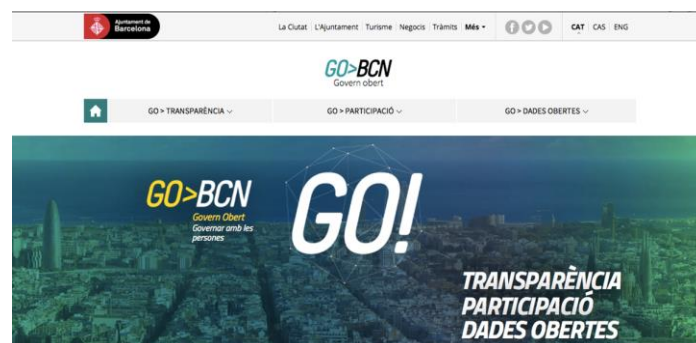 Ajuntament de
Barcelona
La Ciutat L'Ajuntament Turisme Negocis Tràmits Més
CAT CAS ENG
GO>BCN
Govern obert
GO > TRANSPARÈNCIA GO > PARTICIPACIÓ GO > DADES OBERTES
GO>BCN
Govern Obert
Governar amb les
persones
GO!
TRANSPARÈNCIA
PARTICIPACIÓ
DADES OBERTES